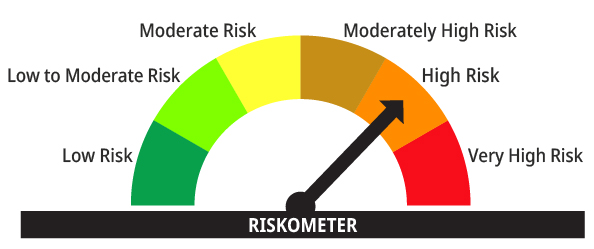 Moderate Risk
Moderately High Risk
Low to Moderate Risk
High Risk
Low Risk
Very High Risk
RISKOMETER